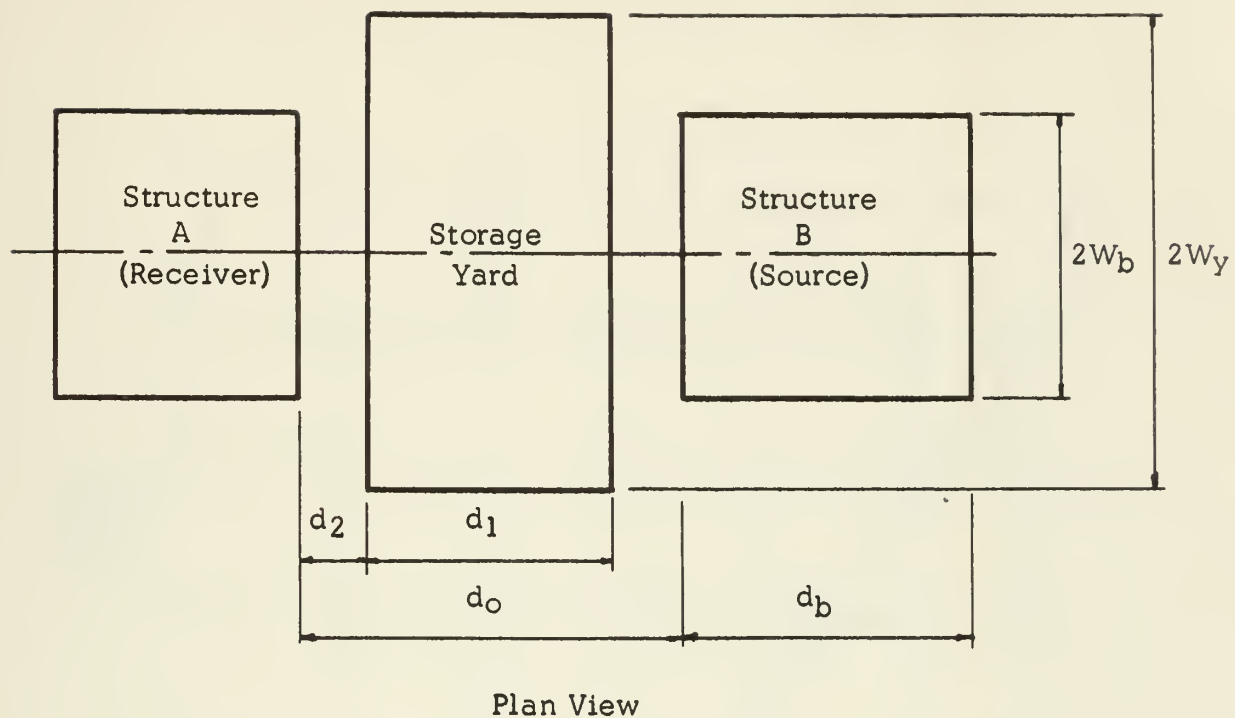 Structure
A
(Receiver)
Storage
Yard
Structure
B
(Source)
2Wb
2Wy
d2
d1
do
db
Plan View